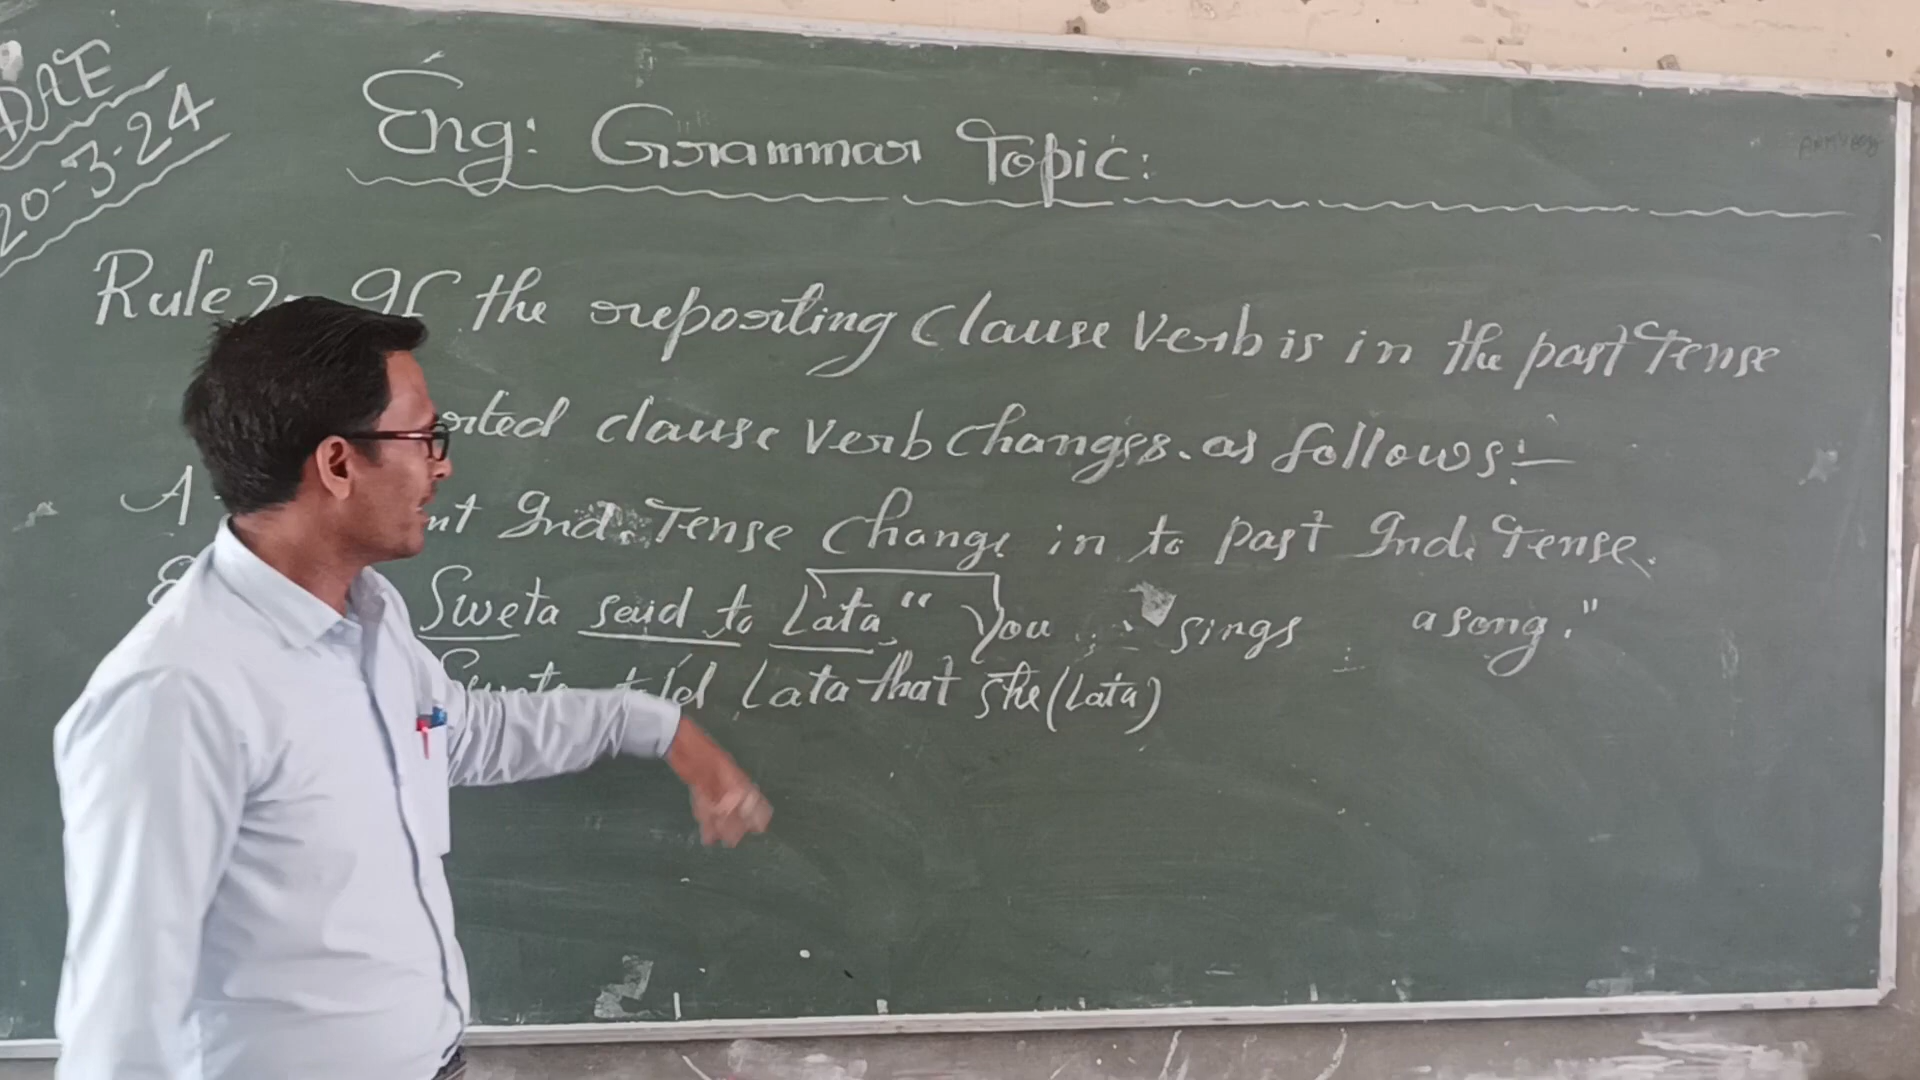 DATE
20-3-24
Eng: Grammar Topic:
Rule 2- If the reporting clause Verb is in the past Tense
orted clause Verb changes. as follows:-
A nt Ind. Tense change in to past Ind. Tense.
Sweta said to Lata, "You sings a song."
Lata that she (Lata)